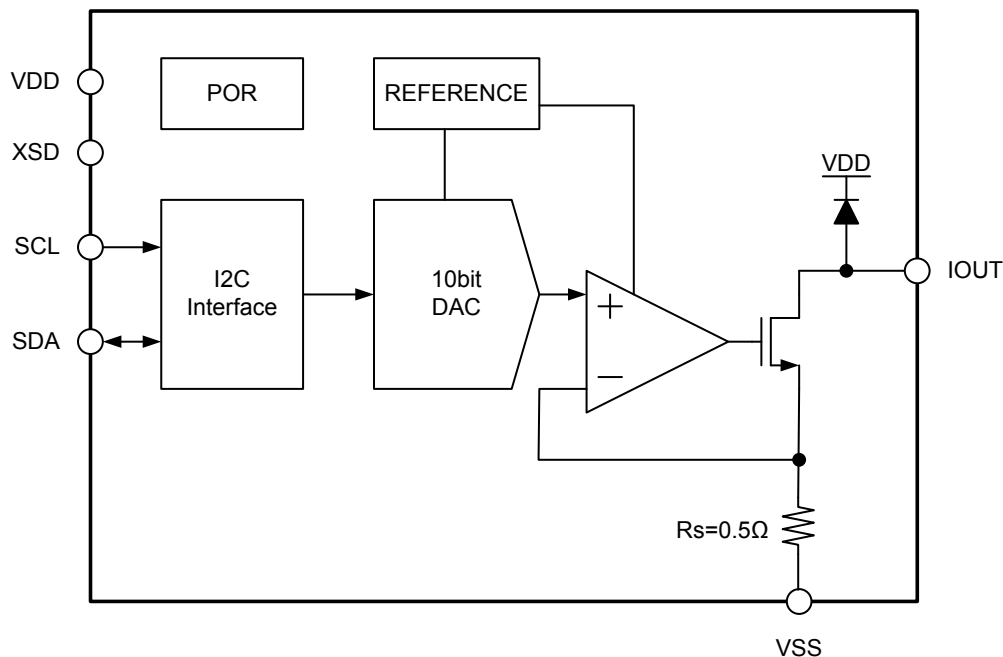 VDD
POR
REFERENCE
XSD
VDD
SCL
I2C
Interface
10bit
DAC
+
−
IOUT
SDA
Rs=0.5Ω
VSS